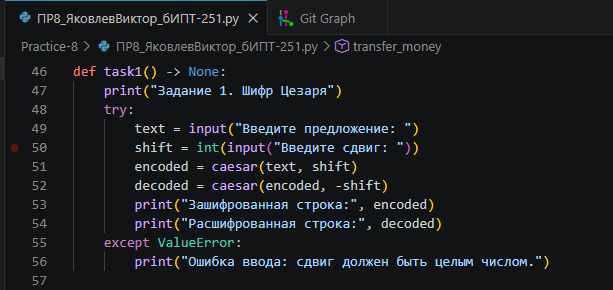 ПР8_ЯковлевВиктор_бИПТ-251.py Git Graph
Practice-8 > ПР8_ЯковлевВиктор_бИПТ-251.py > transfer_money
46 def task1() -> None:
47 print("Задание 1. Шифр Цезаря")
48 try:
49 text = input("Введите предложение: ")
50 shift = int(input("Введите сдвиг: "))
51 encoded = caesar(text, shift)
52 decoded = caesar(encoded, -shift)
53 print("Зашифрованная строка:", encoded)
54 print("Расшифрованная строка:", decoded)
55 except ValueError:
56 print("Ошибка ввода: сдвиг должен быть целым числом.")
57